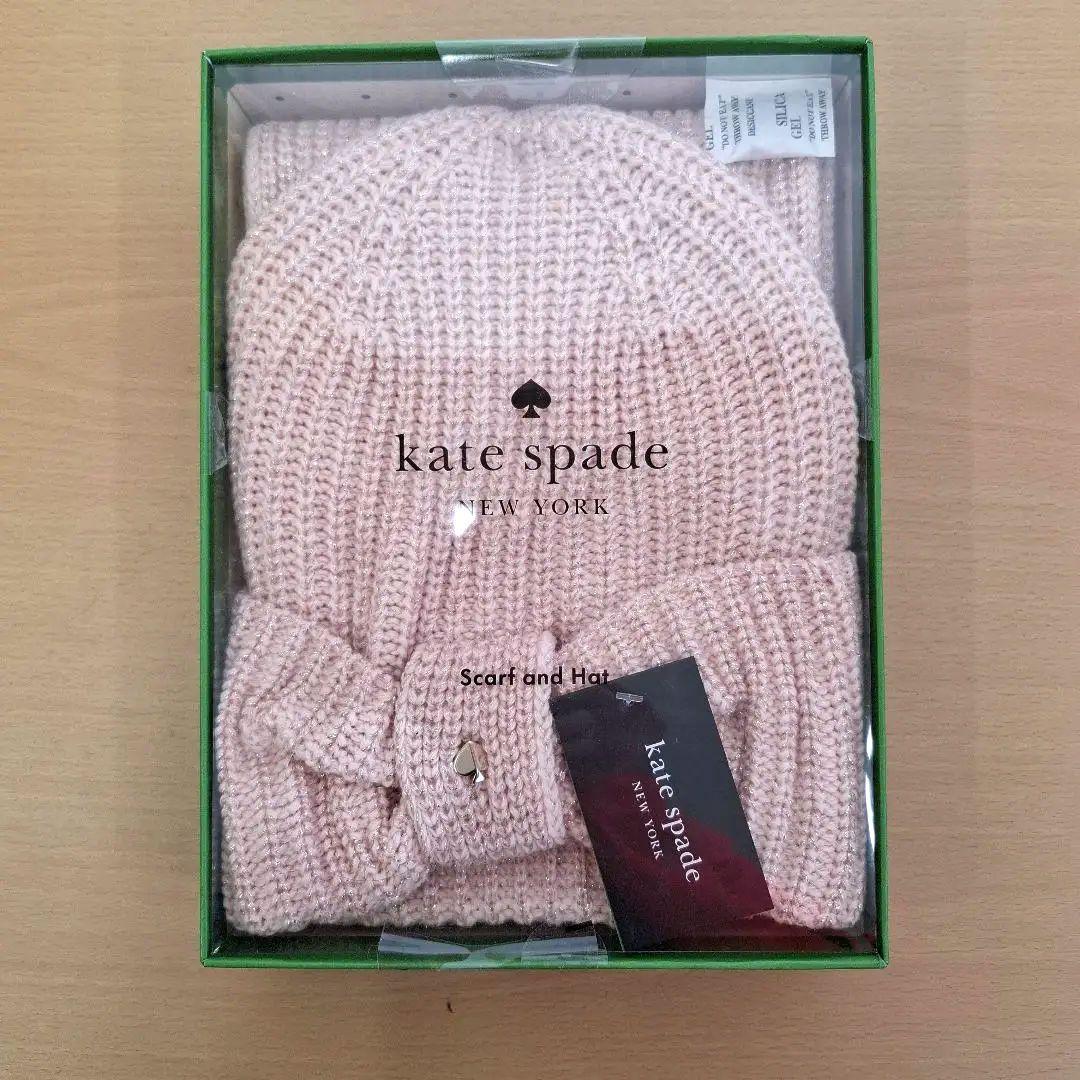 GEL
"DO NOT EAT"
THROW AWAY
DESICCANT
SILICA
GEL
"DO NOT EAT"
THROW AWAY
kate spade
NEW YORK
Scarf and Hat
kate spade
NEW YORK